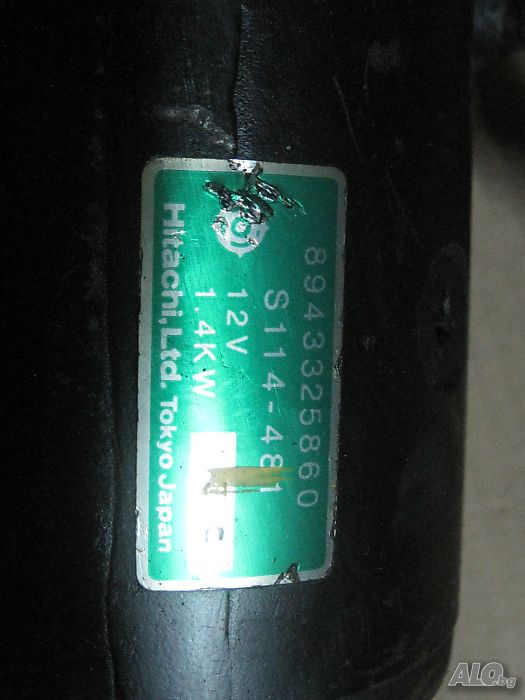 8943325860
S114-481
12V
1.4KW
Hitachi, Ltd. Tokyo Japan
ALO.bg